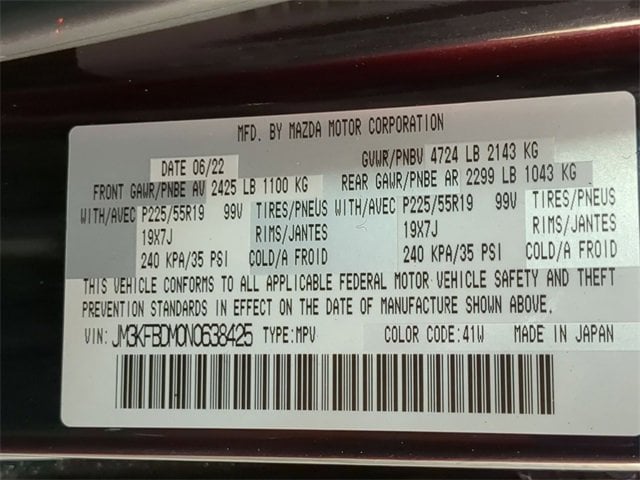 MFD. BY MAZDA MOTOR CORPORATION
DATE 06/22 GVWR/PNBV 4724 LB 2143 KG
FRONT GAWR/PNBE AV 2425 LB 1100 KG REAR GAWR/PNBE AR 2299 LB 1043 KG
WITH/AVEC P225/55R19 99V TIRES/PNEUS WITH/AVEC P225/55R19 99V TIRES/PNEUS
19X7J RIMS/JANTES 19X7J RIMS/JANTES
240 KPA/35 PSI COLD/A FROID 240 KPA/35 PSI COLD/A FROID
THIS VEHICLE CONFORMS TO ALL APPLICABLE FEDERAL MOTOR VEHICLE SAFETY AND THEFT
PREVENTION STANDARDS IN EFFECT ON THE DATE OF MANUFACTURE SHOWN ABOVE.
VIN: JM3KFBDM0N0638425 TYPE:MPV COLOR CODE:41W MADE IN JAPAN